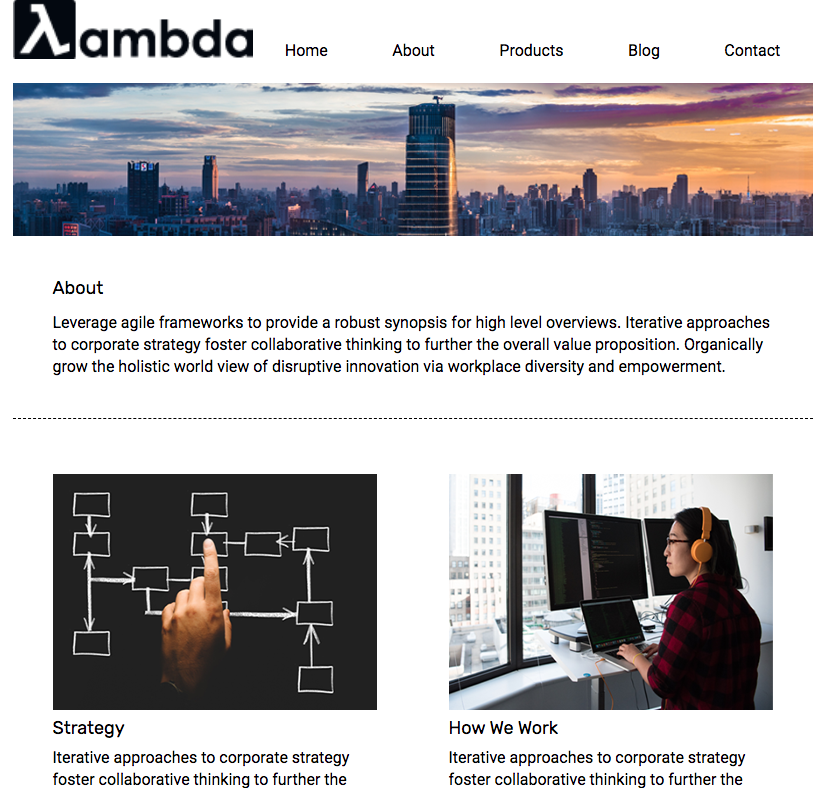 λambda
Home About Products Blog Contact
About
Leverage agile frameworks to provide a robust synopsis for high level overviews. Iterative approaches
to corporate strategy foster collaborative thinking to further the overall value proposition. Organically
grow the holistic world view of disruptive innovation via workplace diversity and empowerment.
Strategy
Iterative approaches to corporate strategy
foster collaborative thinking to further the
How We Work
Iterative approaches to corporate strategy
foster collaborative thinking to further the